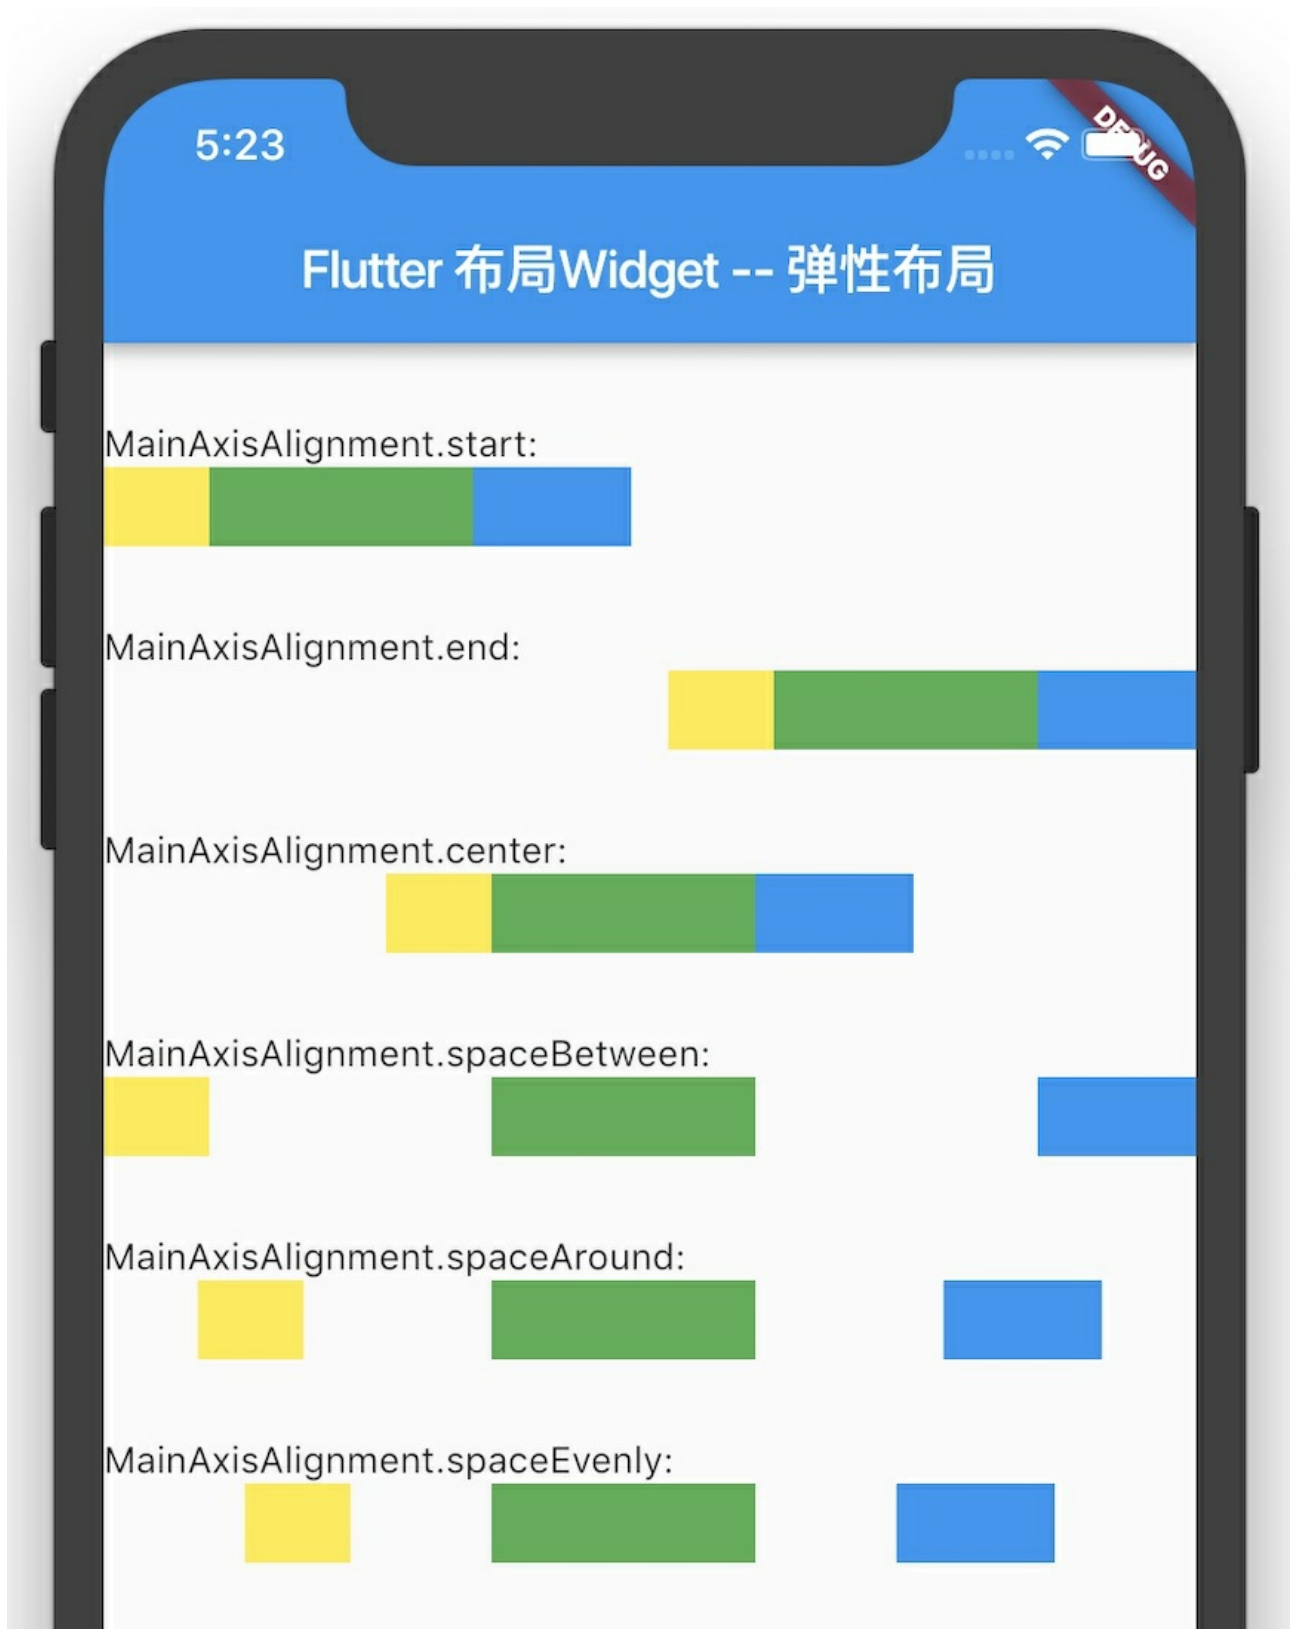 5:23
DEBUG
Flutter 布局Widget -- 弹性布局
MainAxisAlignment.start:
MainAxisAlignment.end:
MainAxisAlignment.center:
MainAxisAlignment.spaceBetween:
MainAxisAlignment.spaceAround:
MainAxisAlignment.spaceEvenly: